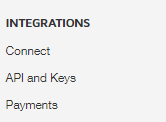 INTEGRATIONS
Connect
API and Keys
Payments